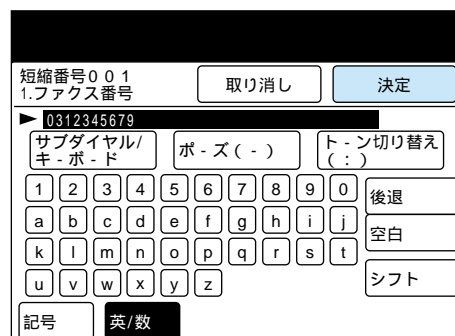 短縮番号００１
1.ファクス番号
取り消し
決定
0312345679
サブダイヤル/
キ-ボ-ド
ポ-ズ(-)
ト-ン切り替え
(:)
1 2 3 4 5 6 7 8 9 0
後退
a b c d e f g h i j
空白
k l m n o p q r s t
u v w x y z
シフト
記号
英/数